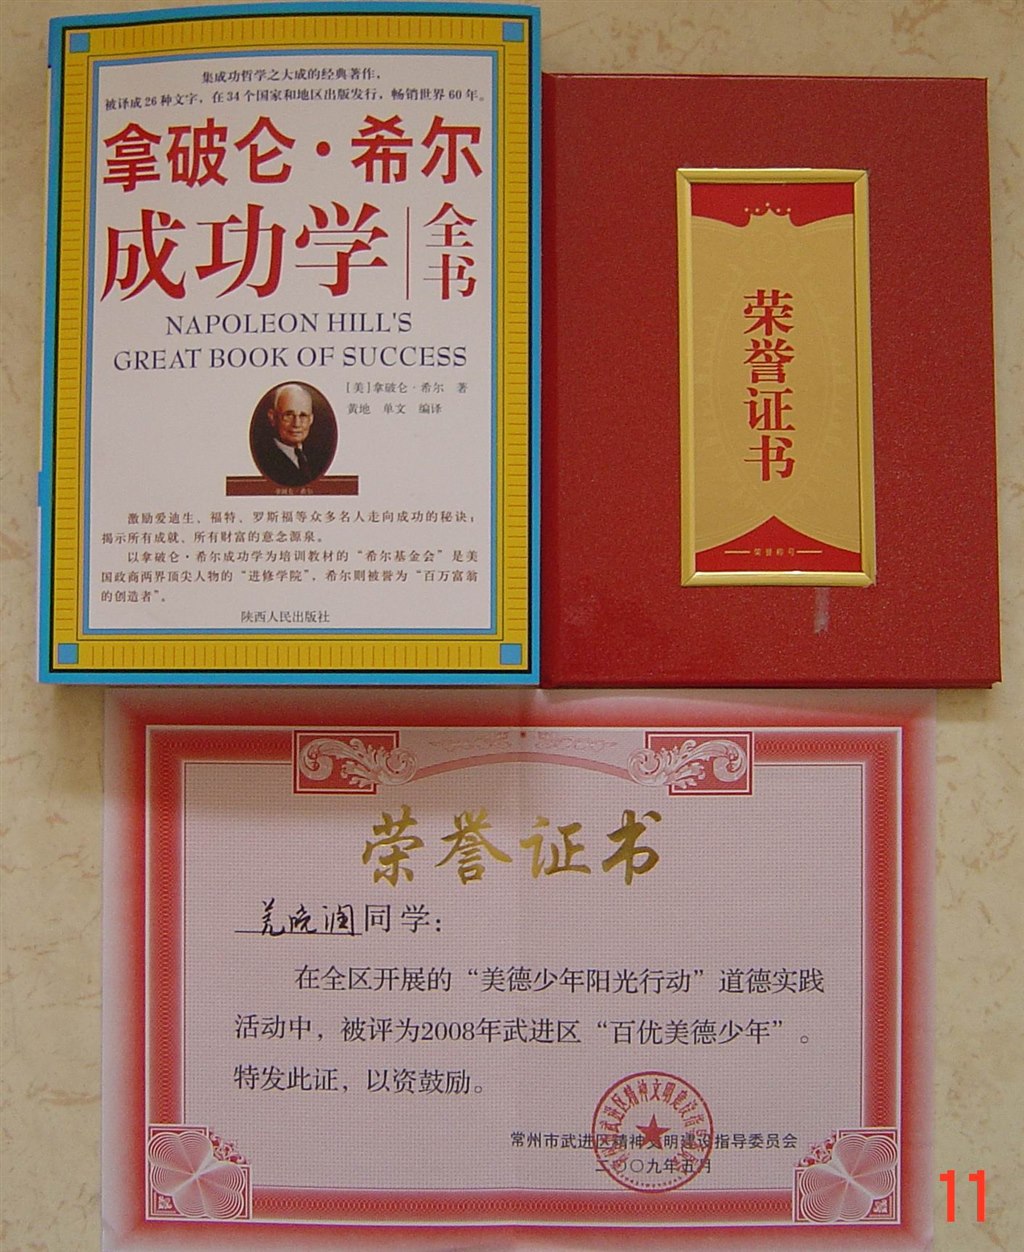 集成功哲学之大成的经典著作，
被译成26种文字，在34个国家和地区出版发行，畅销世界60年。
拿破仑·希尔
成功学 全书
NAPOLEON HILL'S
GREAT BOOK OF SUCCESS
［美］拿破仑·希尔 著
黄地 单文 编译
拿破仑·希尔
激励爱迪生、福特、罗斯福等众多名人走向成功的秘诀；
揭示所有成就、所有财富的意念源泉。
以拿破仑·希尔成功学为培训教材的“希尔基金会”是美
国政商两界顶尖人物的“进修学院”，希尔则被誉为“百万富翁
的创造者”。
陕西人民出版社
荣誉证书
荣誉称号
荣誉证书
羌晓润同学：
在全区开展的“美德少年阳光行动”道德实践
活动中，被评为2008年武进区“百优美德少年”。
特发此证，以资鼓励。
常州市武进区精神文明建设指导委员会
二〇〇九年五月
11